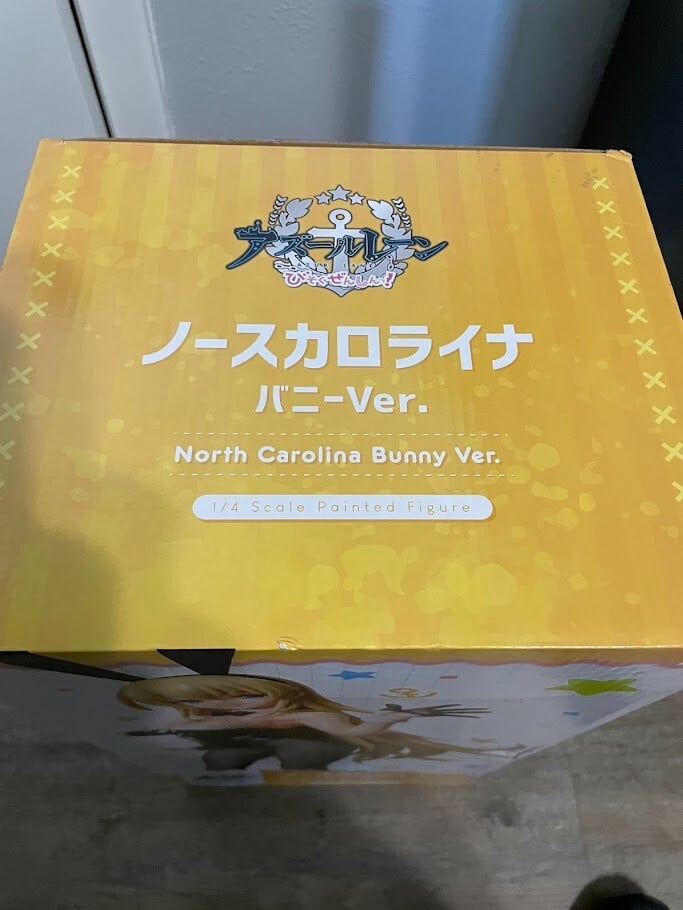 アズールレーン
びそくぜんしんっ!
ノースカロライナ
バニーVer.
North Carolina Bunny Ver.
1/4 Scale Painted Figure